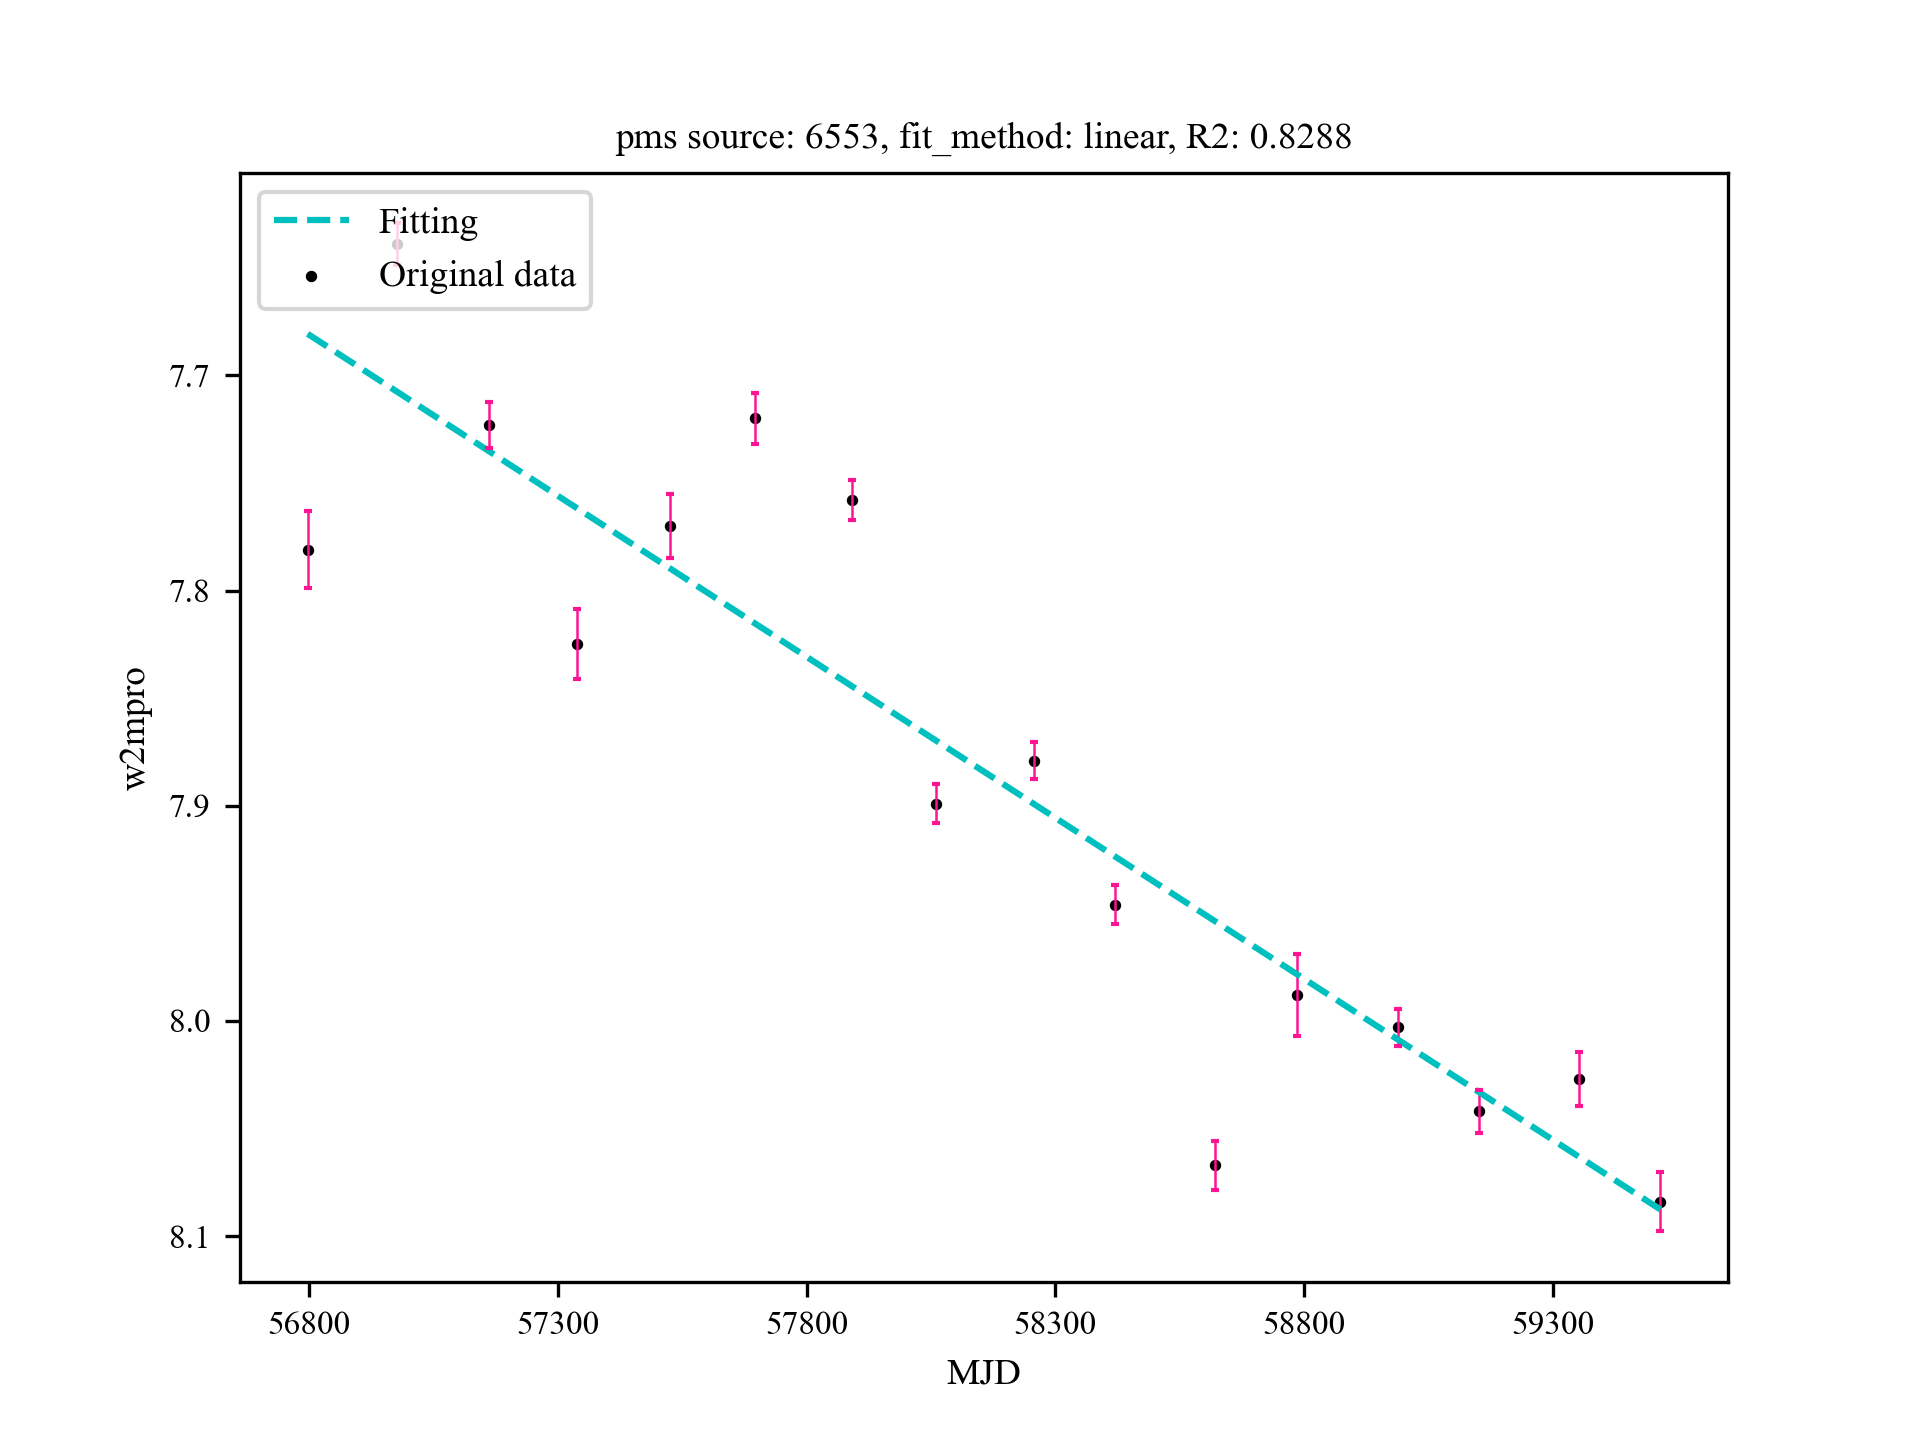 pms source: 6553, fit_method: linear, R2: 0.8288
Fitting
Original data
7.7
7.8
7.9
8.0
8.1
w2mpro
56800 57300 57800 58300 58800 59300
MJD